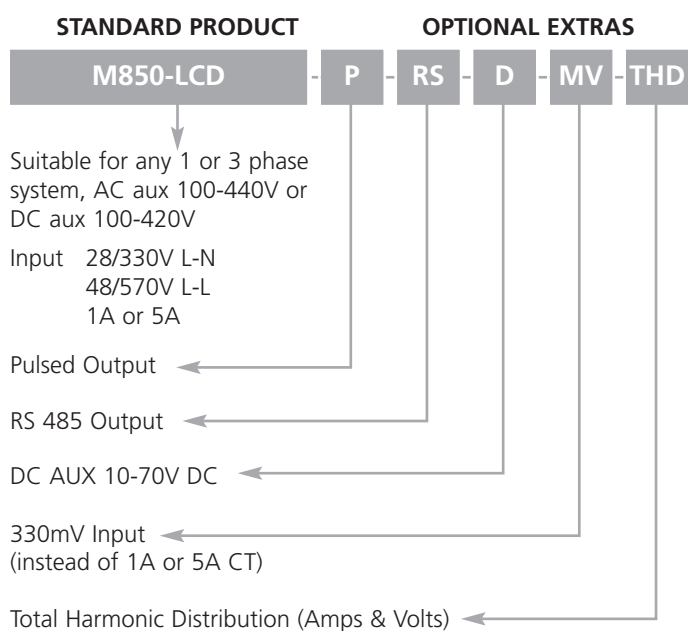 STANDARD PRODUCT OPTIONAL EXTRAS
M850-LCD - P - RS - D - MV - THD
Suitable for any 1 or 3 phase
system, AC aux 100-440V or
DC aux 100-420V
Input 28/330V L-N
48/570V L-L
1A or 5A
Pulsed Output
RS 485 Output
DC AUX 10-70V DC
330mV Input
(instead of 1A or 5A CT)
Total Harmonic Distribution (Amps & Volts)